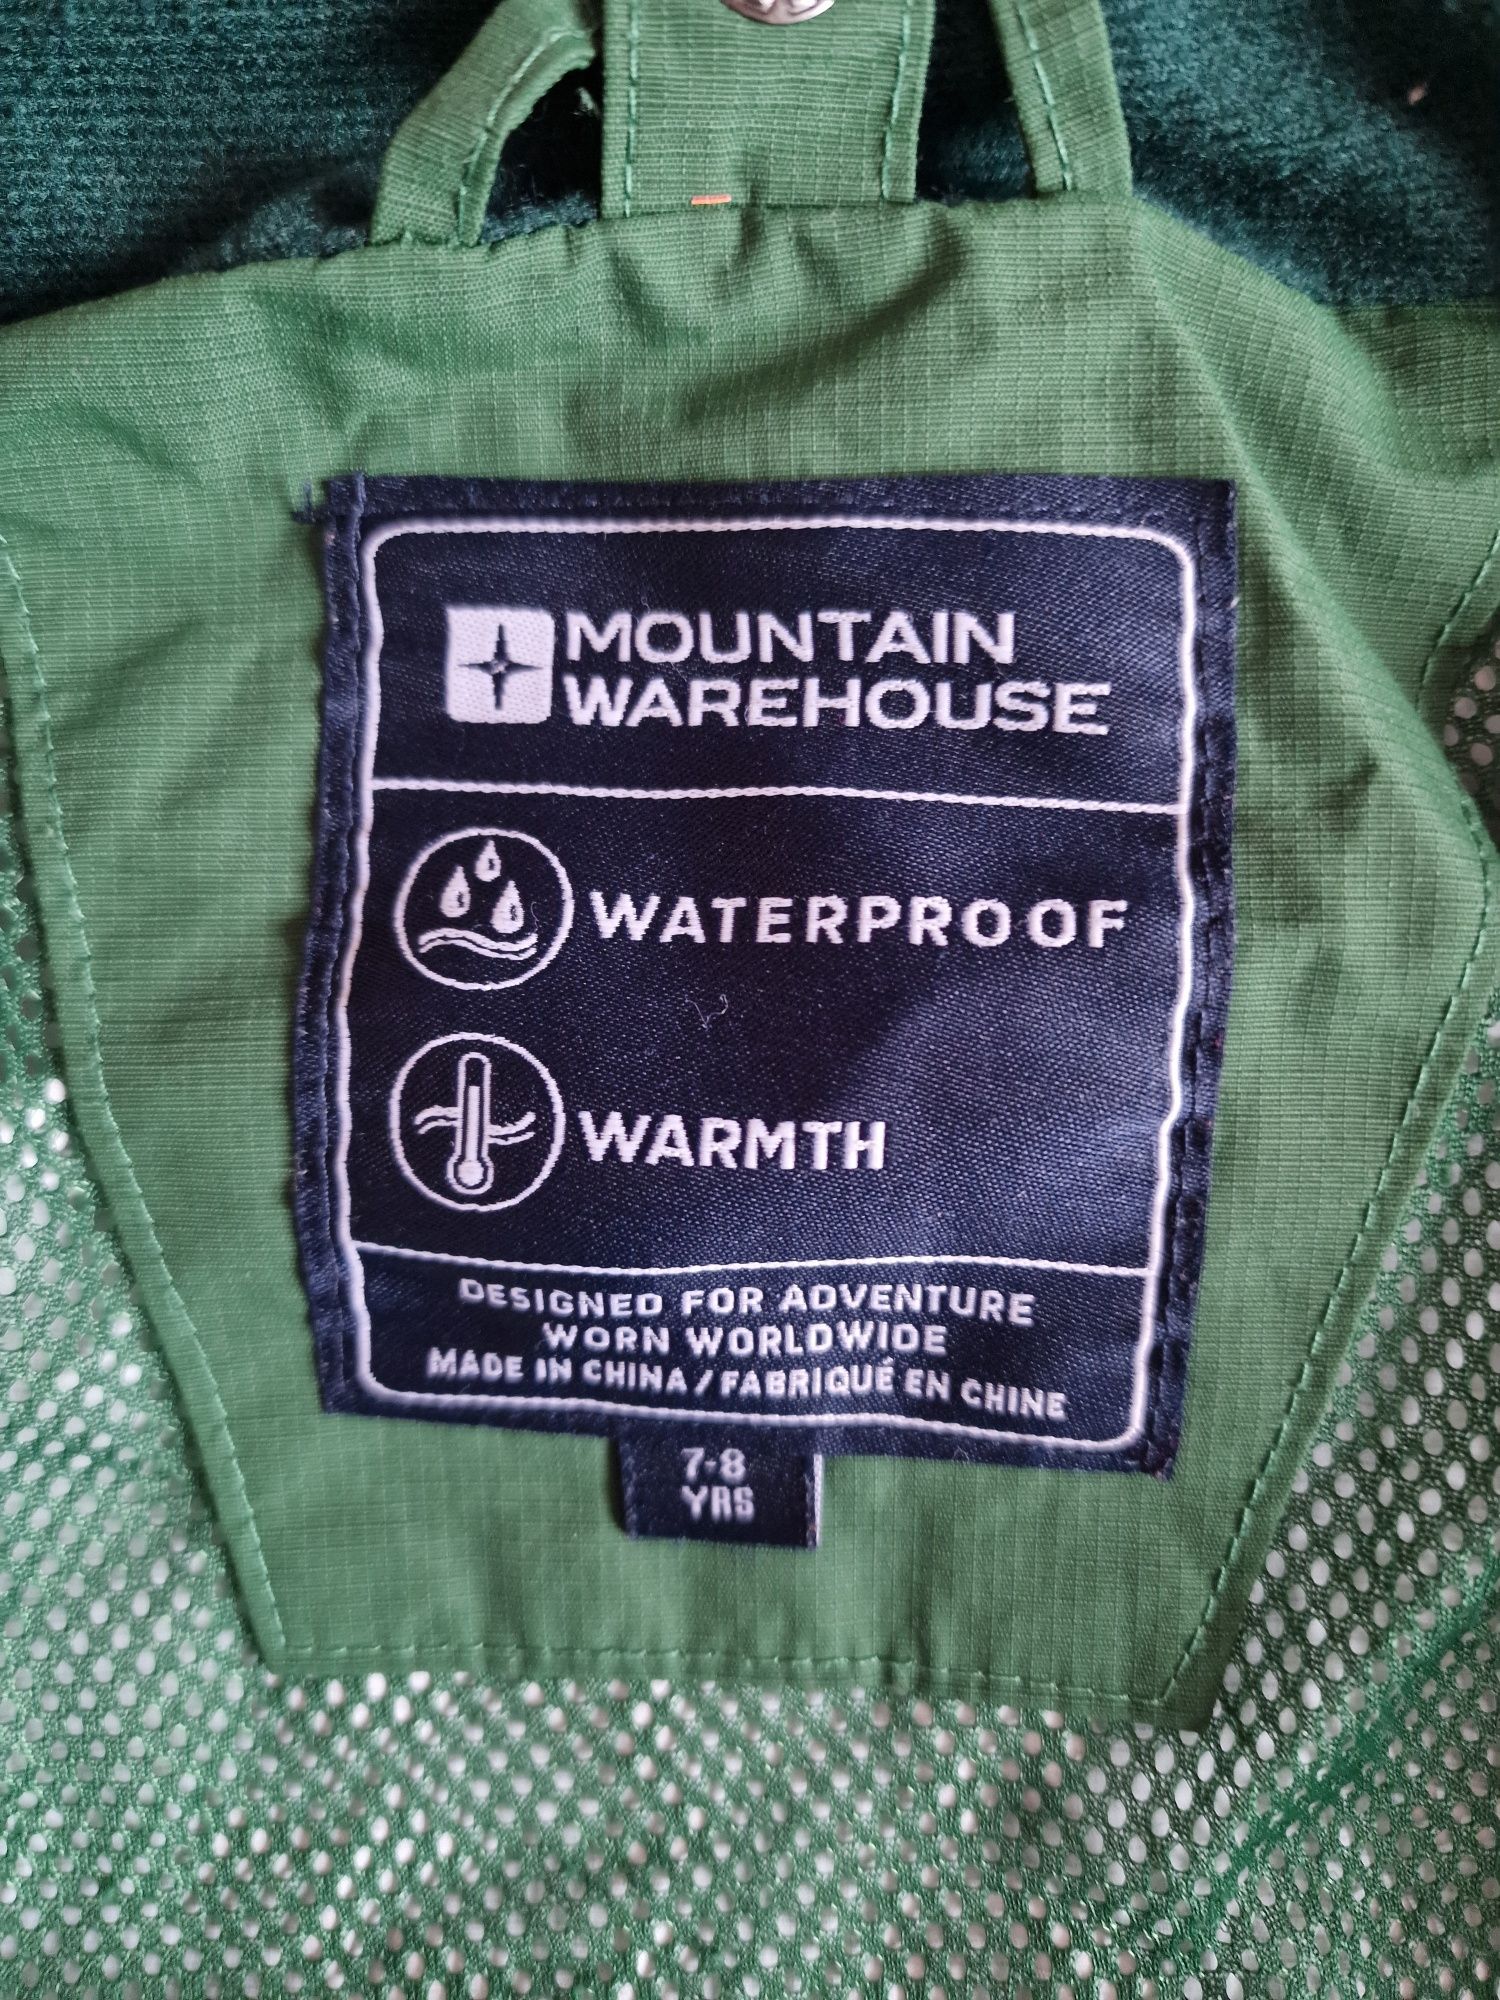 MOUNTAIN
WAREHOUSE
WATERPROOF
WARMTH
DESIGNED FOR ADVENTURE
WORN WORLDWIDE
MADE IN CHINA / FABRIQUÉ EN CHINE
7-8
YRS